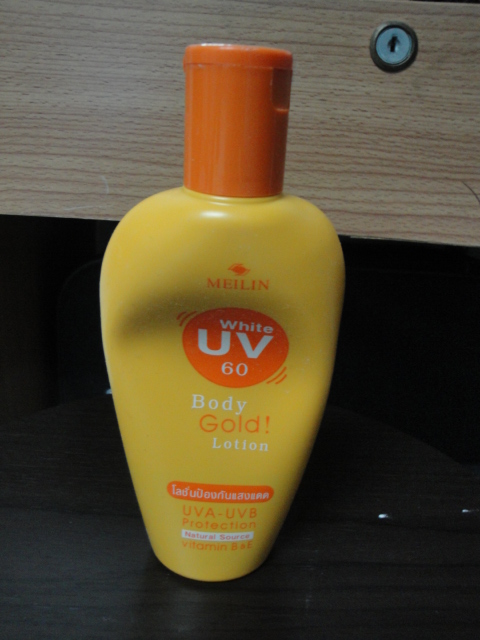 MEILIN
White
UV
60
Body
Gold!
Lotion
โลชั่นป้องกันแสงแดด
UVA-UVB
Protection
Natural Source
vitamin B&E